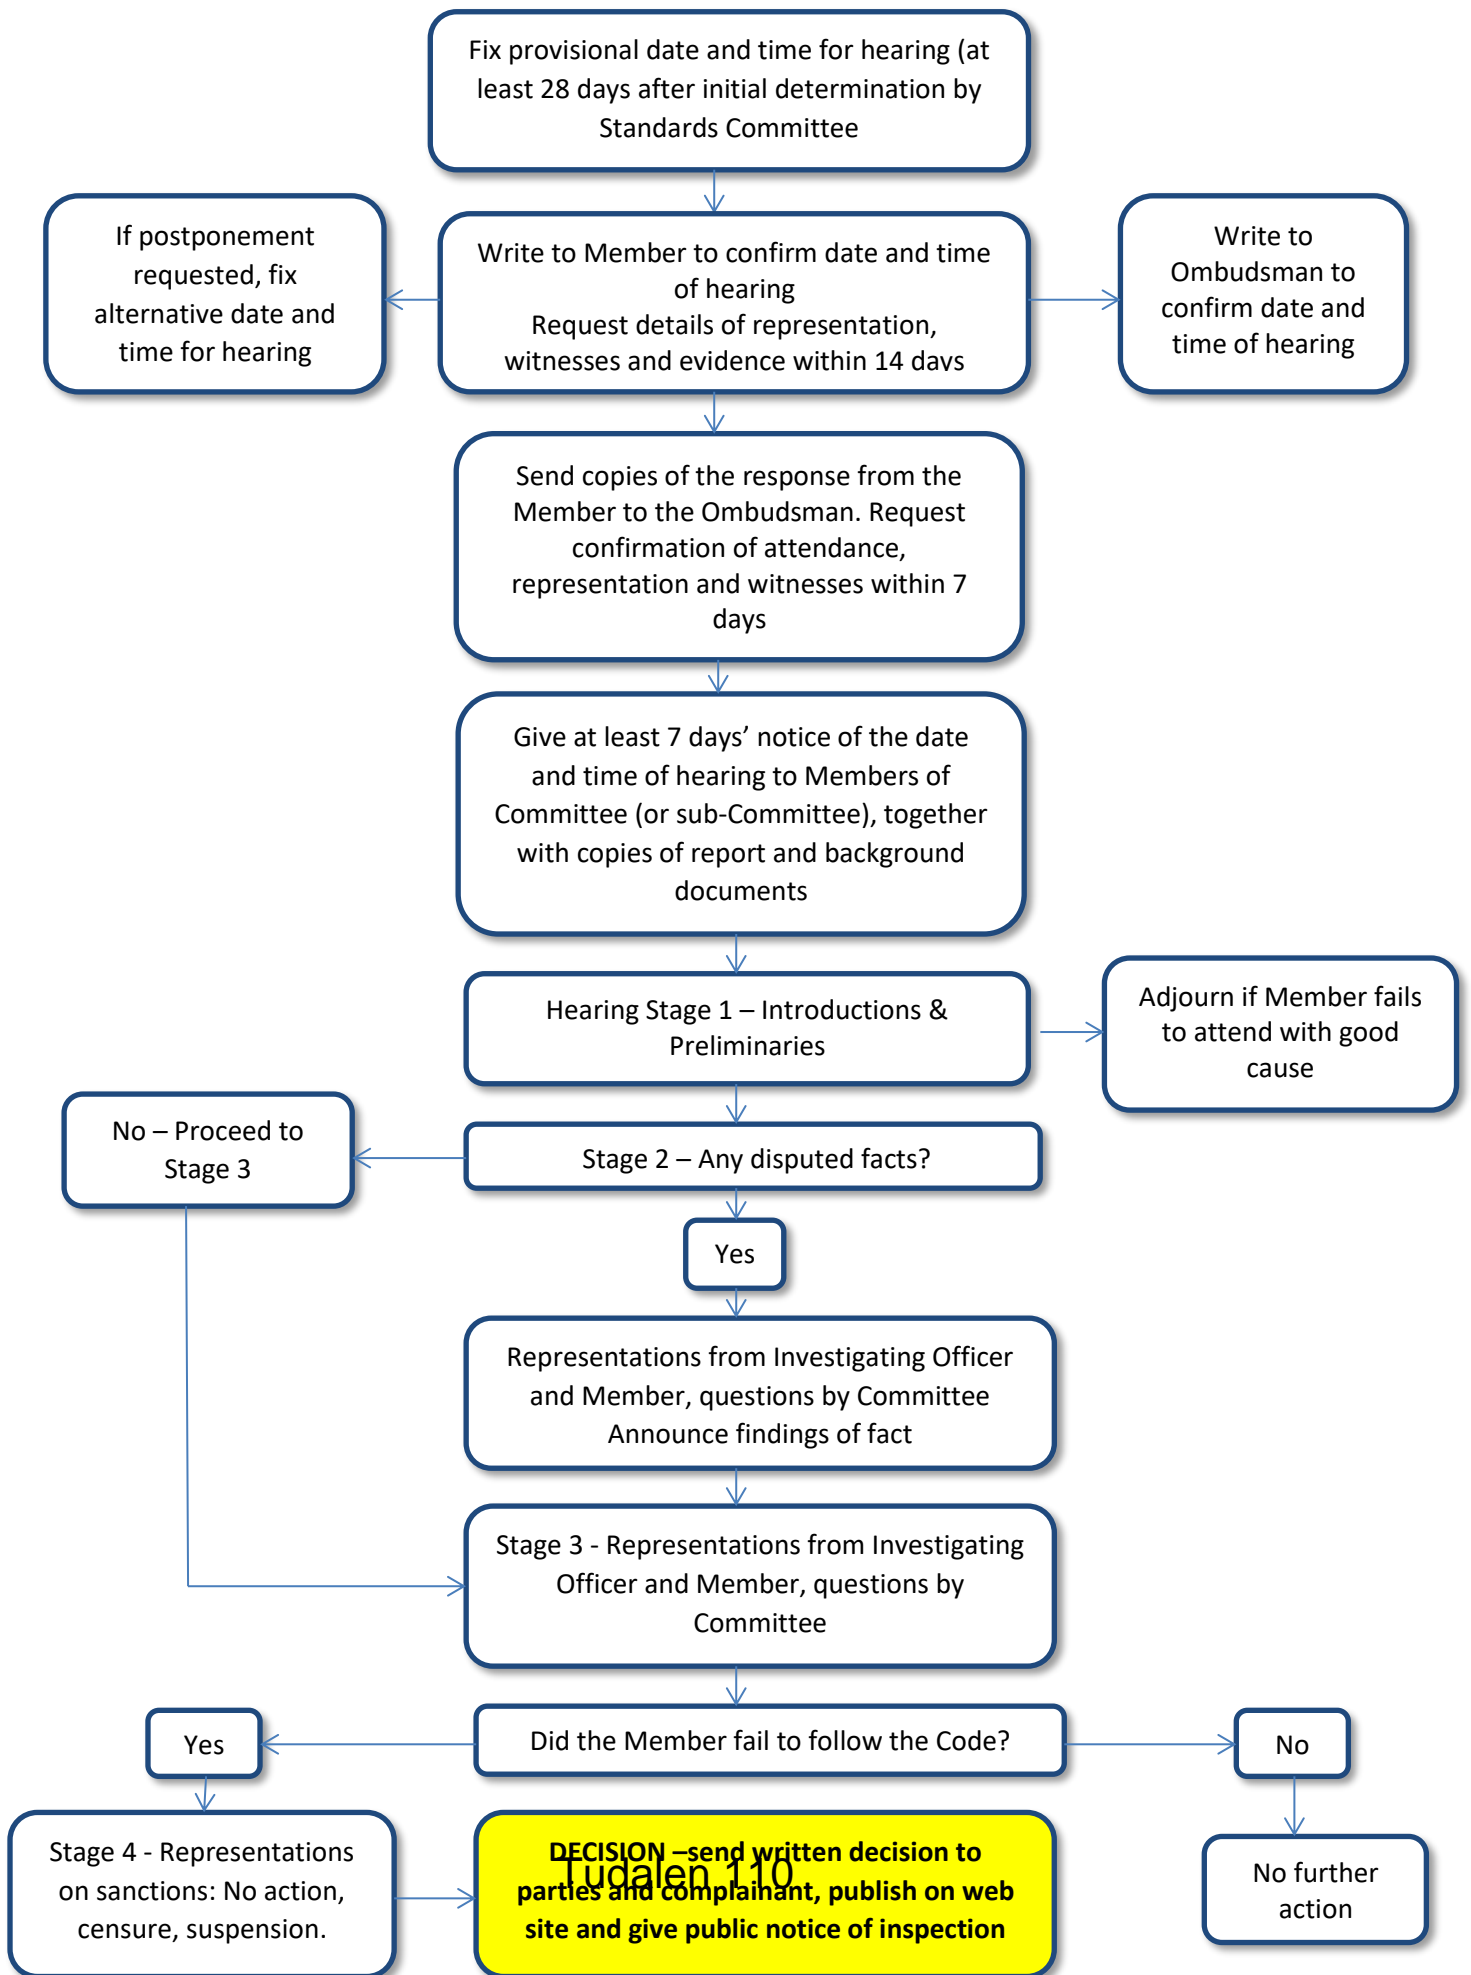 Fix provisional date and time for hearing (at
least 28 days after initial determination by
Standards Committee
If postponement
requested, fix
alternative date and
time for hearing
Write to Member to confirm date and time
of hearing
Request details of representation,
witnesses and evidence within 14 days
Write to
Ombudsman to
confirm date and
time of hearing
Send copies of the response from the
Member to the Ombudsman. Request
confirmation of attendance,
representation and witnesses within 7
days
Give at least 7 days’ notice of the date
and time of hearing to Members of
Committee (or sub-Committee), together
with copies of report and background
documents
Hearing Stage 1 – Introductions &
Preliminaries
Adjourn if Member fails
to attend with good
cause
No – Proceed to
Stage 3
Stage 2 – Any disputed facts?
Yes
Representations from Investigating Officer
and Member, questions by Committee
Announce findings of fact
Stage 3 - Representations from Investigating
Officer and Member, questions by
Committee
Yes
Did the Member fail to follow the Code?
No
Stage 4 - Representations
on sanctions: No action,
censure, suspension.
DECISION –send written decision to
parties and complainant, publish on web
site and give public notice of inspection
Tudalen 110
No further
action